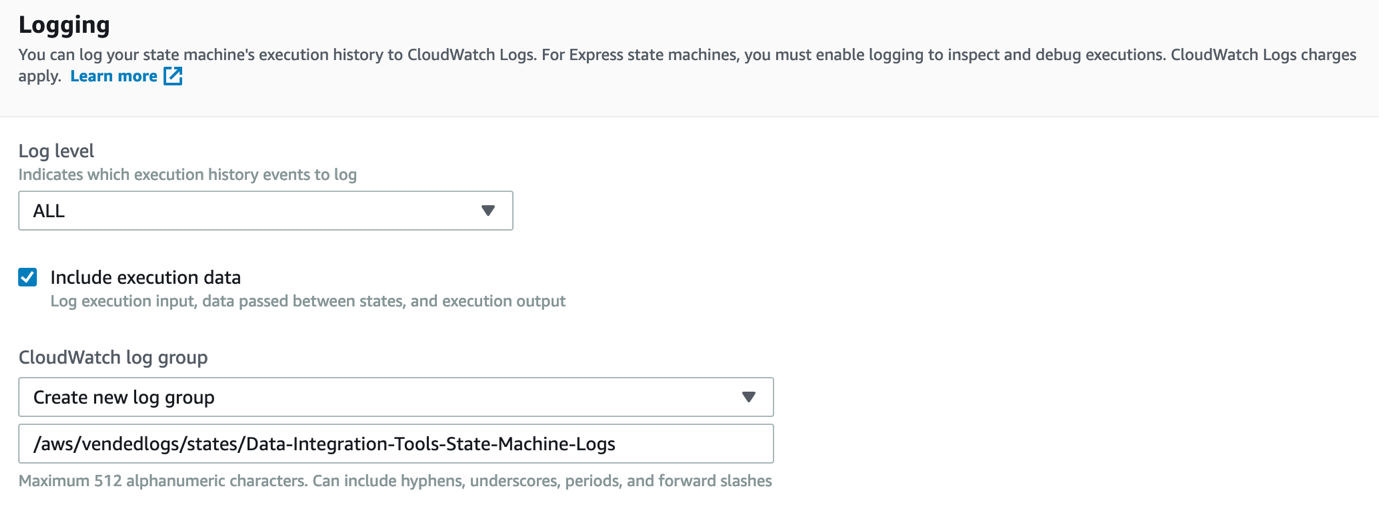 Logging
You can log your state machine's execution history to CloudWatch Logs. For Express state machines, you must enable logging to inspect and debug executions. CloudWatch Logs charges
apply. Learn more
Log level
Indicates which execution history events to log
ALL
Include execution data
Log execution input, data passed between states, and execution output
CloudWatch log group
Create new log group
/aws/vendedlogs/states/Data-Integration-Tools-State-Machine-Logs
Maximum 512 alphanumeric characters. Can include hyphens, underscores, periods, and forward slashes